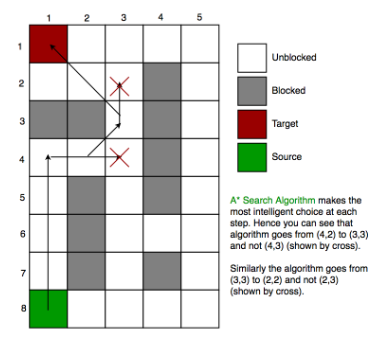 1 2 3 4 5
1
2
3
4
5
6
7
8
Unblocked
Blocked
Target
Source
A* Search Algorithm makes the
most intelligent choice at each
step. Hence you can see that
algorithm goes from (4,2) to (3,3)
and not (4,3) (shown by cross).
Similarly the algorithm goes from
(3,3) to (2,2) and not (2,3)
(shown by cross).